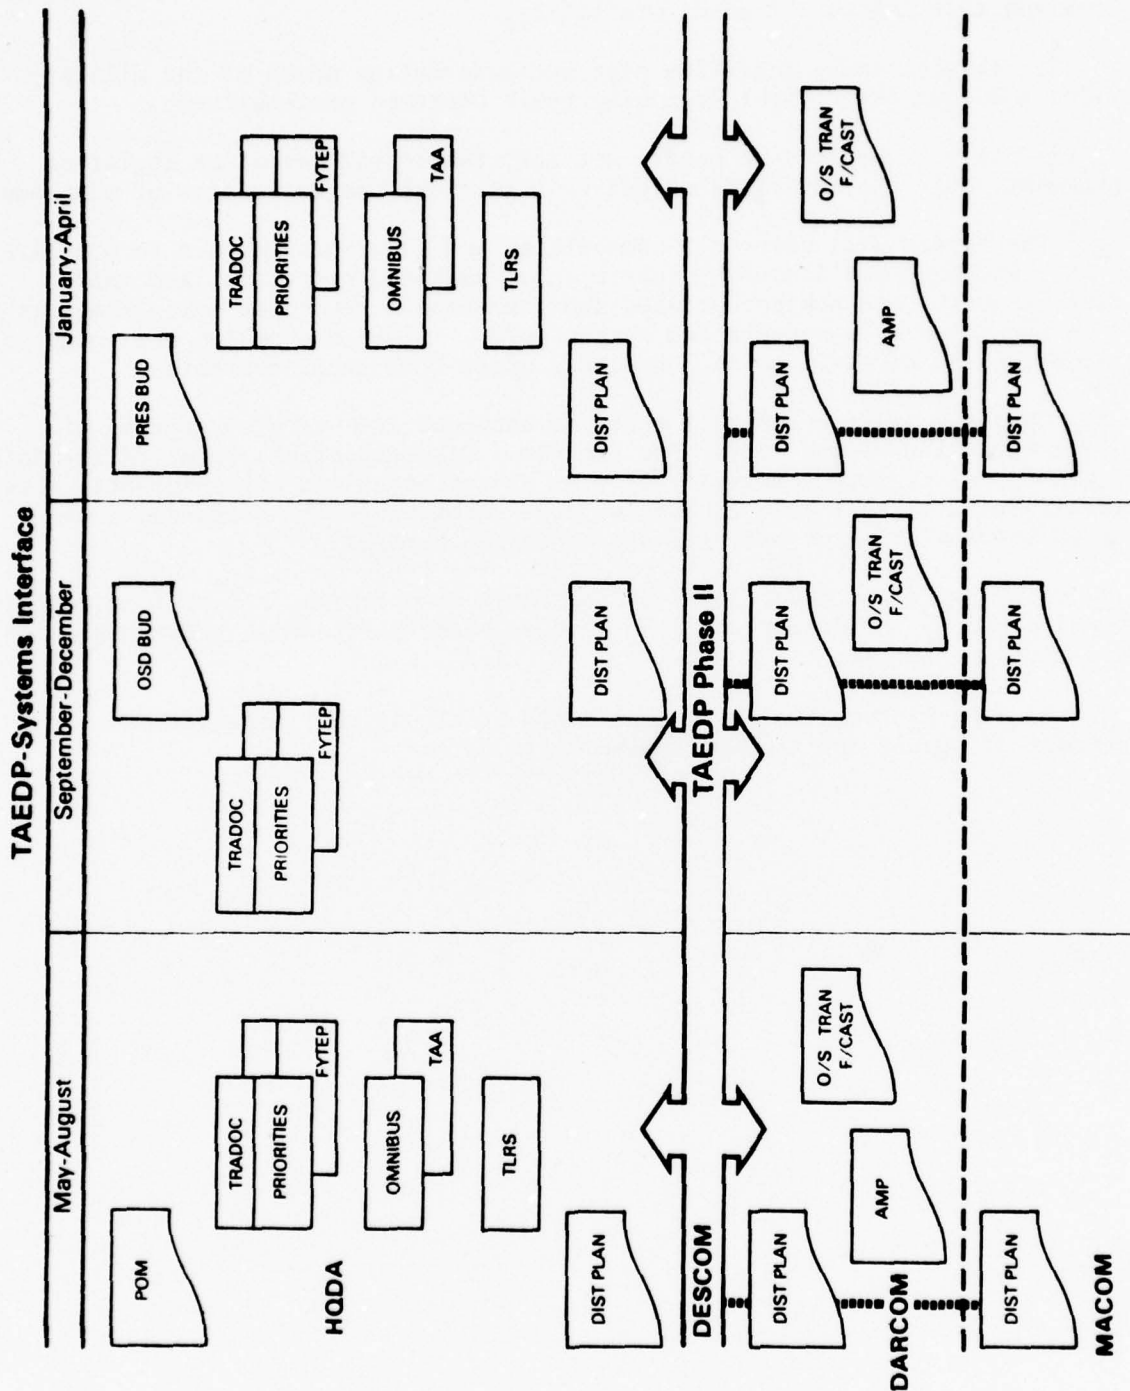 TAEDP-Systems Interface
May-August
September-December
January-April
POM
OSD BUD
PRES BUD
TRADOC
PRIORITIES
FYTEP
TRADOC
PRIORITIES
FYTEP
TRADOC
PRIORITIES
FYTEP
HQDA
OMNIBUS
TAA
OMNIBUS
TAA
TLRS
TLRS
DIST PLAN
DIST PLAN
DIST PLAN
DESCOM
TAEDP Phase II
DIST PLAN
DIST PLAN
DIST PLAN
O/S TRAN
F/CAST
O/S TRAN
F/CAST
O/S TRAN
F/CAST
AMP
AMP
DARCOM
DIST PLAN
DIST PLAN
DIST PLAN
MACOM